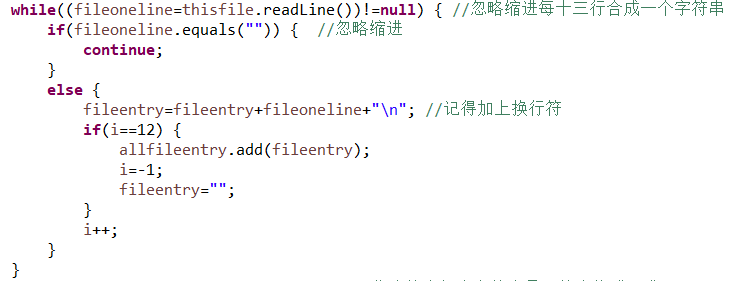 while((fileoneline=thisfile.readLine())!=null) { //忽略缩进每十三行合成一个字符串
    if(fileoneline.equals("")) {  //忽略缩进
        continue;
    }
    else {
        fileentry=fileentry+fileoneline+"\n"; //记得加上换行符
        if(i==12) {
            allfileentry.add(fileentry);
            i=-1;
            fileentry="";
        }
        i++;
    }
}